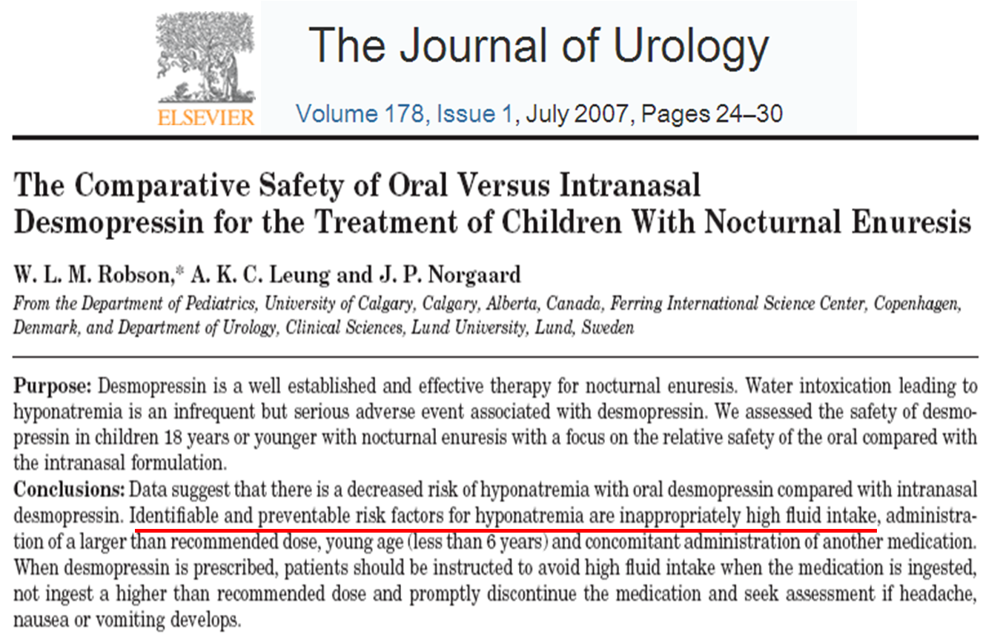 ELSEVIER
The Journal of Urology
Volume 178, Issue 1, July 2007, Pages 24–30
The Comparative Safety of Oral Versus Intranasal
Desmopressin for the Treatment of Children With Nocturnal Enuresis
W. L. M. Robson,* A. K. C. Leung and J. P. Norgaard
From the Department of Pediatrics, University of Calgary, Calgary, Alberta, Canada, Ferring International Science Center, Copenhagen,
Denmark, and Department of Urology, Clinical Sciences, Lund University, Lund, Sweden
Purpose: Desmopressin is a well established and effective therapy for nocturnal enuresis. Water intoxication leading to
hyponatremia is an infrequent but serious adverse event associated with desmopressin. We assessed the safety of desmo-
pressin in children 18 years or younger with nocturnal enuresis with a focus on the relative safety of the oral compared with
the intranasal formulation.
Conclusions: Data suggest that there is a decreased risk of hyponatremia with oral desmopressin compared with intranasal
desmopressin. Identifiable and preventable risk factors for hyponatremia are inappropriately high fluid intake, administra-
tion of a larger than recommended dose, young age (less than 6 years) and concomitant administration of another medication.
When desmopressin is prescribed, patients should be instructed to avoid high fluid intake when the medication is ingested,
not ingest a higher than recommended dose and promptly discontinue the medication and seek assessment if headache,
nausea or vomiting develops.